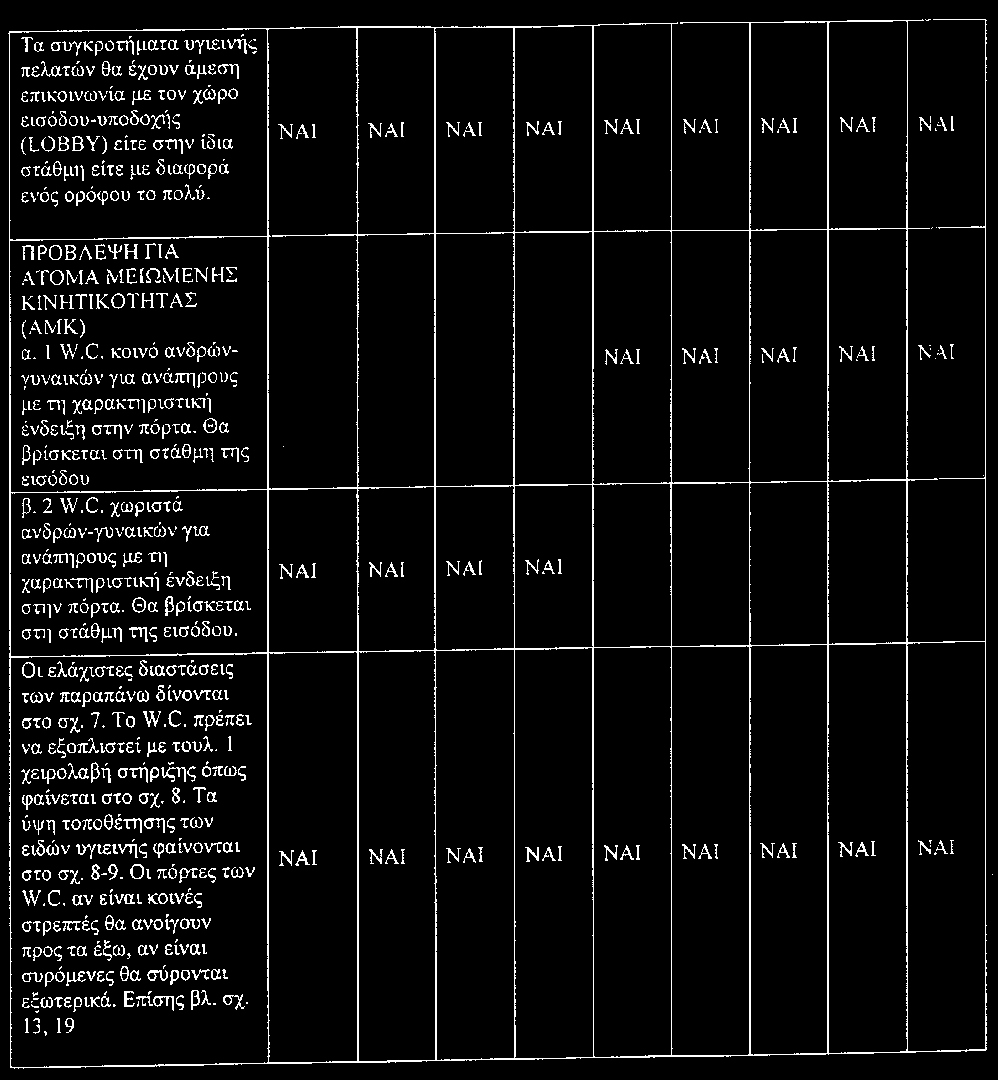 Τα συγκροτήματα υγιεινής
πελατών θα έχουν άμεση
επικοινωνία με τον χώρο
εισόδου-υποδοχής
(LOBBY) είτε στην ίδια
στάθμη είτε με διαφορά
ενός ορόφου το πολύ.
ΝΑΙ ΝΑΙ ΝΑΙ ΝΑΙ ΝΑΙ ΝΑΙ ΝΑΙ ΝΑΙ ΝΑΙ
ΠΡΟΒΛΕΨΗ ΓΙΑ
ΑΤΟΜΑ ΜΕΙΩΜΕΝΗΣ
ΚΙΝΗΤΙΚΟΤΗΤΑΣ
(ΑΜΚ)
α. 1 W.C. κοινό ανδρών-
γυναικών για ανάπηρους
με τη χαρακτηριστική
ένδειξη στην πόρτα. Θα
βρίσκεται στη στάθμη της
εισόδου
ΝΑΙ ΝΑΙ ΝΑΙ ΝΑΙ ΝΑΙ
β. 2 W.C. χωριστά
ανδρών-γυναικών για
ανάπηρους με τη
χαρακτηριστική ένδειξη
στην πόρτα. Θα βρίσκεται
στη στάθμη της εισόδου.
ΝΑΙ ΝΑΙ ΝΑΙ ΝΑΙ
Οι ελάχιστες διαστάσεις
των παραπάνω δίνονται
στο σχ. 7. Το W.C. πρέπει
να εξοπλιστεί με τουλ. 1
χειρολαβή στήριξης όπως
φαίνεται στο σχ. 8. Τα
ύψη τοποθέτησης των
ειδών υγιεινής φαίνονται
στο σχ. 8-9. Οι πόρτες των
W.C. αν είναι κοινές
στρεπτές θα ανοίγουν
προς τα έξω, αν είναι
συρόμενες θα σύρονται
εξωτερικά. Επίσης βλ. σχ.
13, 19
ΝΑΙ ΝΑΙ ΝΑΙ ΝΑΙ ΝΑΙ ΝΑΙ ΝΑΙ ΝΑΙ ΝΑΙ